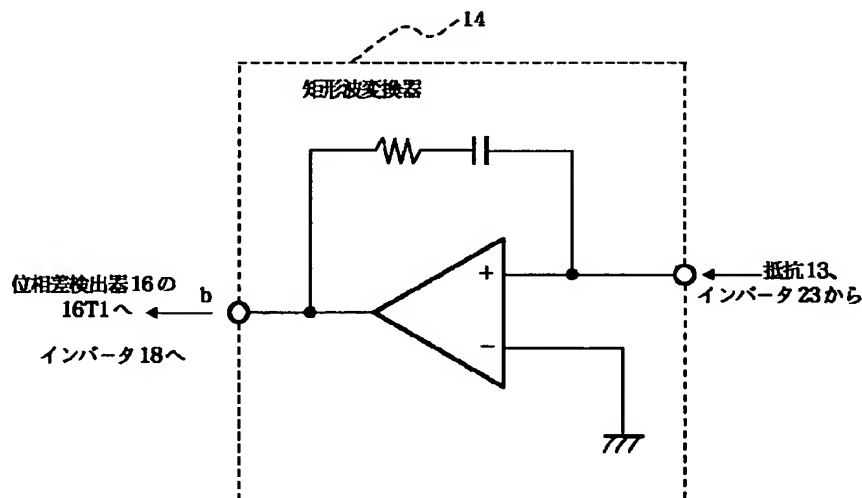 14
矩形波変換器
+
−
抵抗13、
インバータ23から
位相差検出器16の
16T1へ
b
インバータ18へ